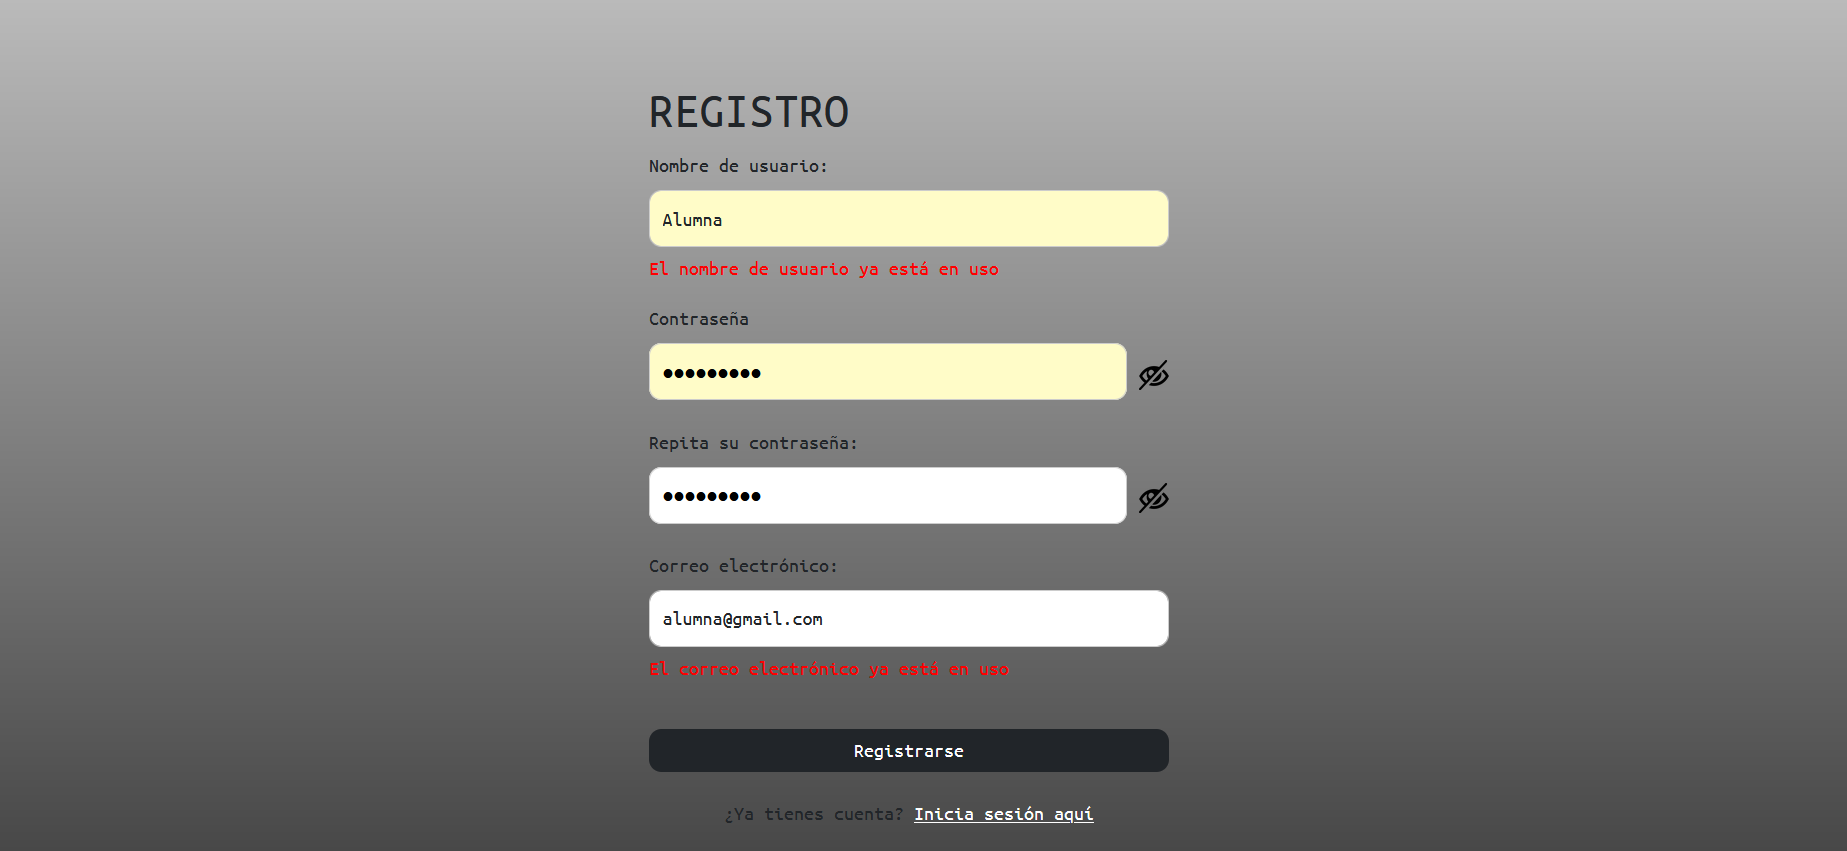 REGISTRO
Nombre de usuario:
Alumna
El nombre de usuario ya está en uso
Contraseña
●●●●●●●●●
Repita su contraseña:
●●●●●●●●●
Correo electrónico:
alumna@gmail.com
El correo electrónico ya está en uso
Registrarse
¿Ya tienes cuenta? Inicia sesión aquí